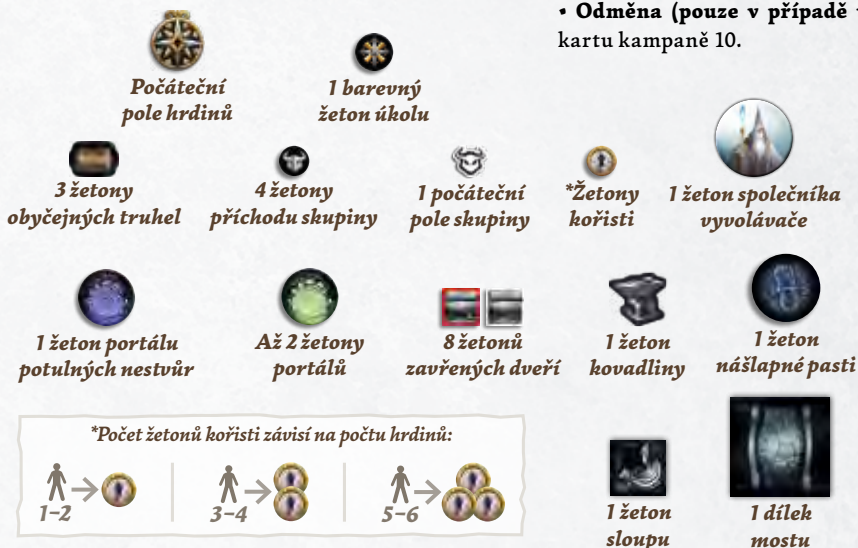 • Odměna (pouze v případě
kartu kampaně 10.
Počáteční
pole hrdinů
1 barevný
žeton úkolu
3 žetony
obyčejných truhel
4 žetony
příchodu skupiny
1 počáteční
pole skupiny
*Žetony
kořisti
1 žeton společníka
vyvolávače
1 žeton portálu
potulných nestvůr
Až 2 žetony
portálů
8 žetonů
zavřených dveří
1 žeton
kovadliny
1 žeton
nášlapné pasti
*Počet žetonů kořisti závisí na počtu hrdinů:
1–2
3–4
5–6
1 žeton
sloupu
1 dílek
mostu